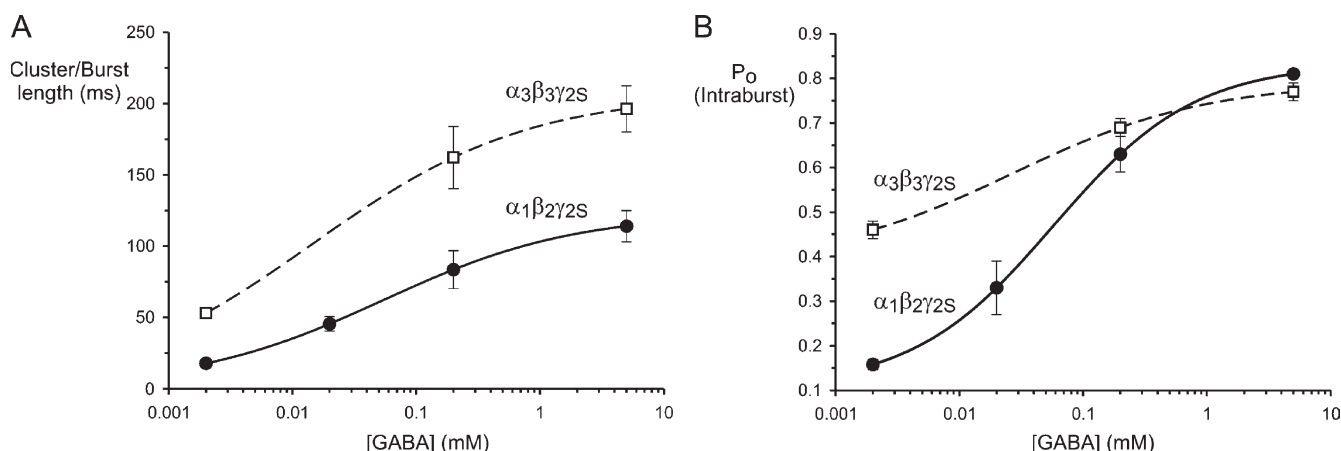 A
B
Cluster/Burst
length (ms)
250
200
150
100
50
0
α3β3γ2S
α1β2γ2S
0.001
0.01
0.1
1
10
[GABA] (mM)
Po
(Intraburst)
0.9
0.8
0.7
0.6
0.5
0.4
0.3
0.2
0.1
α3β3γ2S
α1β2γ2S
0.001
0.01
0.1
1
10
[GABA] (mM)